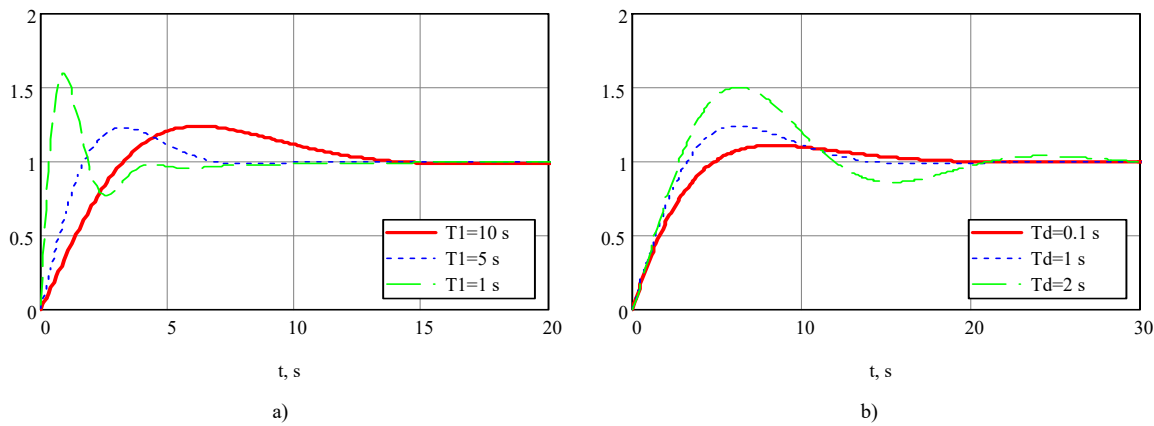 2
1.5
1
0.5
0
0 5 10 15 20
T1=10 s
T1=5 s
T1=1 s
t, s
a)
2
1.5
1
0.5
0
0 10 20 30
Td=0.1 s
Td=1 s
Td=2 s
t, s
b)